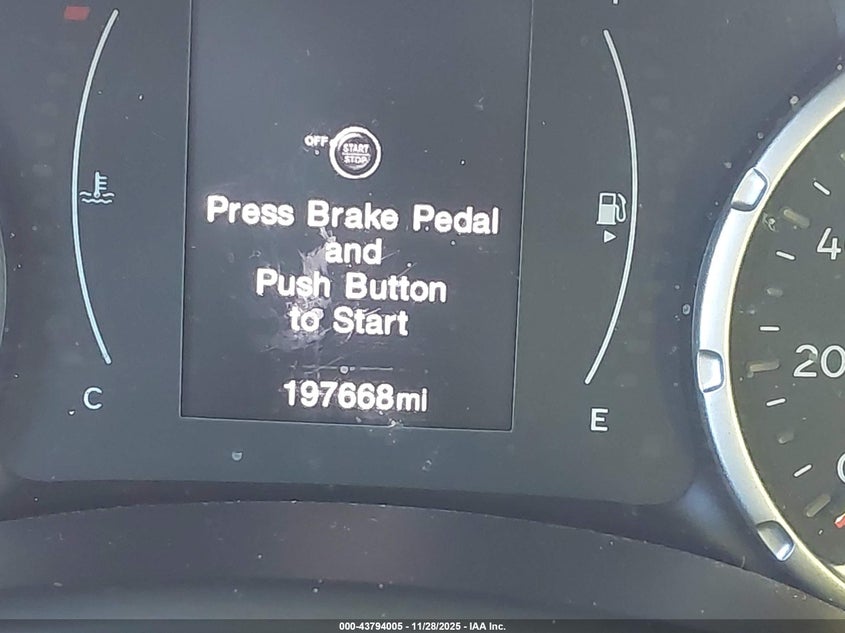 OFF
START
STOP
Press Brake Pedal
and
Push Button
to Start
197668mi
C
E
4
20
0
000-43794005 - 11/28/2025 - IAA Inc.